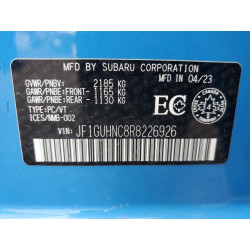 MFD BY SUBARU CORPORATION
MFD IN 04/23
GVWR/PNBV: 2185 KG
GAWR/PNBE:FRONT- 1165 KG
GAWR/PNBE:REAR - 1130 KG
TYPE:PC/VT
ICES/NMB-002
EC
VIN: JF1GUHNC8R8226926